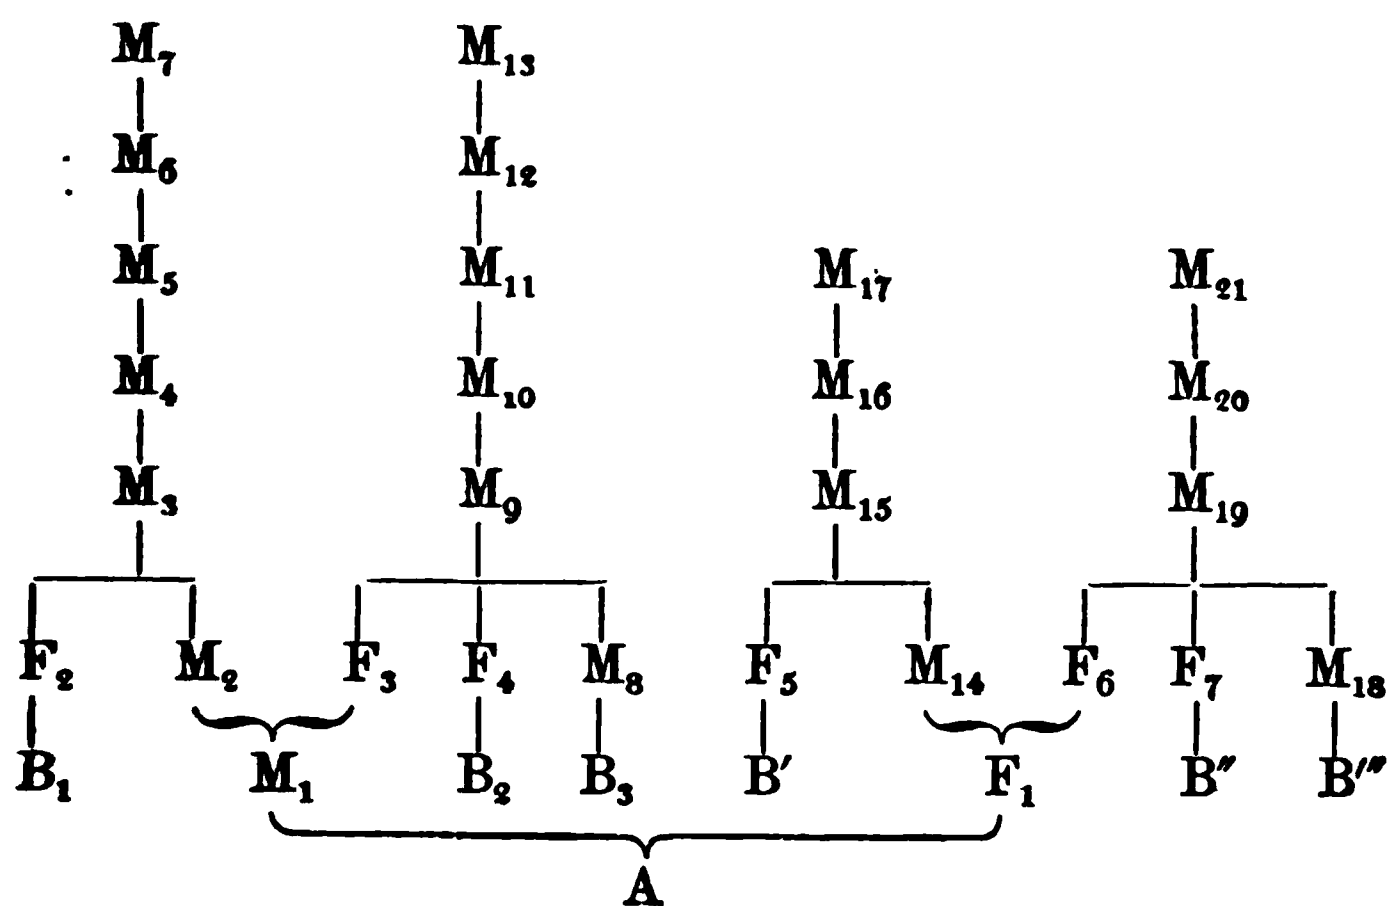 M₇ M₁₃
M₆ M₁₂
M₅ M₁₁ M₁₇ M₂₁
M₄ M₁₀ M₁₆ M₂₀
M₃ M₉ M₁₅ M₁₉
F₂ M₂ F₃ F₄ M₈ F₅ M₁₄ F₆ F₇ M₁₈
B₁ M₁ B₂ B₃ B′ F₁ B″ B‴
A